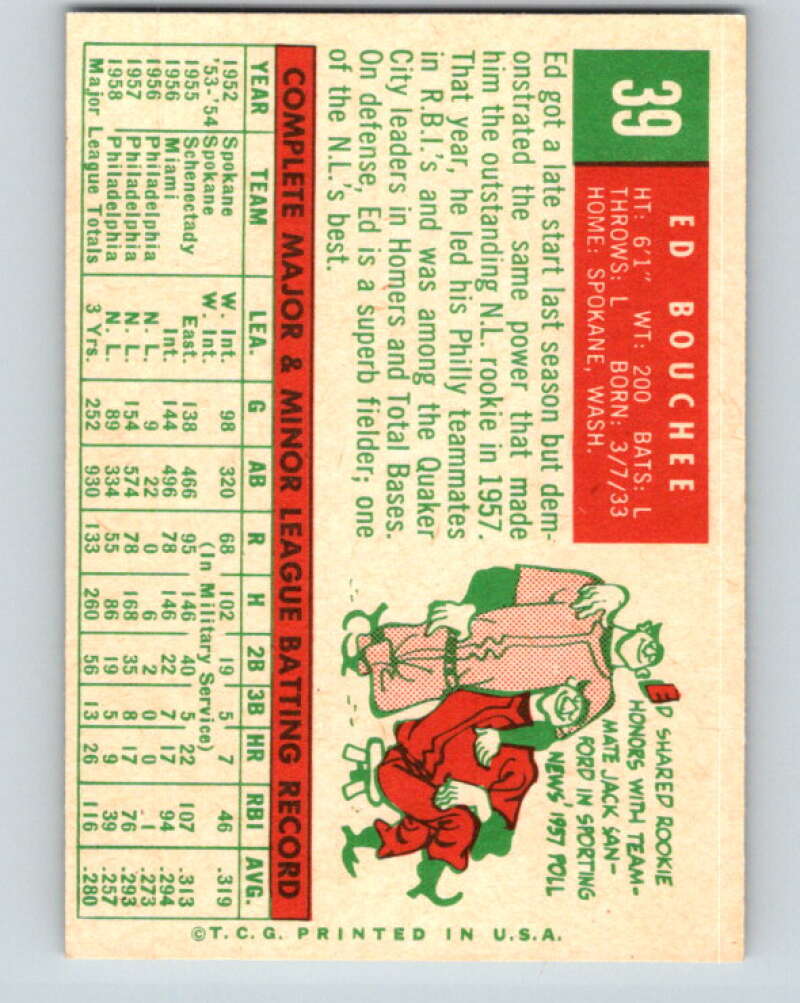 39
ED BOUCHEE
HT: 6'1" WT: 200 BATS: L
THROWS: L BORN: 3/7/33
HOME: SPOKANE, WASH.
Ed got a late start last season but dem-
onstrated the same power that made
him the outstanding N.L. rookie in 1957.
That year, he led his Philly teammates
in R.B.I.'s and was among the Quaker
City leaders in Homers and Total Bases.
On defense, Ed is a superb fielder; one
of the N.L.'s best.
ED SHARED ROOKIE
HONORS WITH TEAM-
MATE JACK SAN-
FORD IN SPORTING
NEWS' 1957 POLL
COMPLETE MAJOR & MINOR LEAGUE BATTING RECORD
YEAR TEAM LEA. G AB R H 2B 3B HR RBI AVG.
1952 Spokane W. Int. 98 320 68 102 19 5 7 46 .319
'53-'54 Spokane W. Int. (In Military Service)
1955 Schenectady East. 138 466 95 146 40 5 22 107 .313
1956 Miami Int. 144 496 78 146 22 7 17 94 .294
1956 Philadelphia N. L. 9 22 0 6 2 0 0 1 .273
1957 Philadelphia N. L. 154 574 78 168 35 8 17 76 .293
1958 Philadelphia N. L. 89 334 55 86 19 5 9 39 .257
Major League Totals 3 Yrs. 252 930 133 260 56 13 26 116 .280
©T.C.G. PRINTED IN U.S.A.